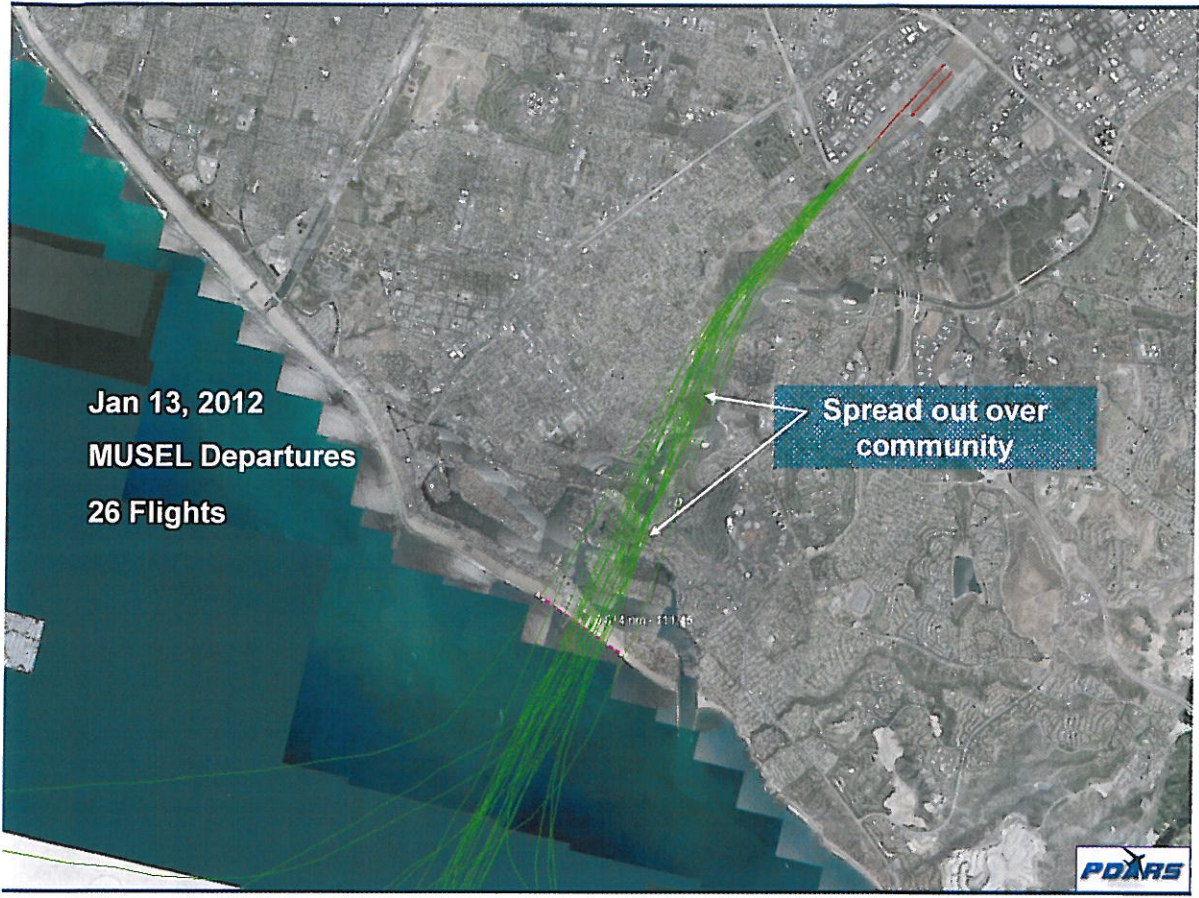 Jan 13, 2012
MUSEL Departures
26 Flights
Spread out over
community
PDARS